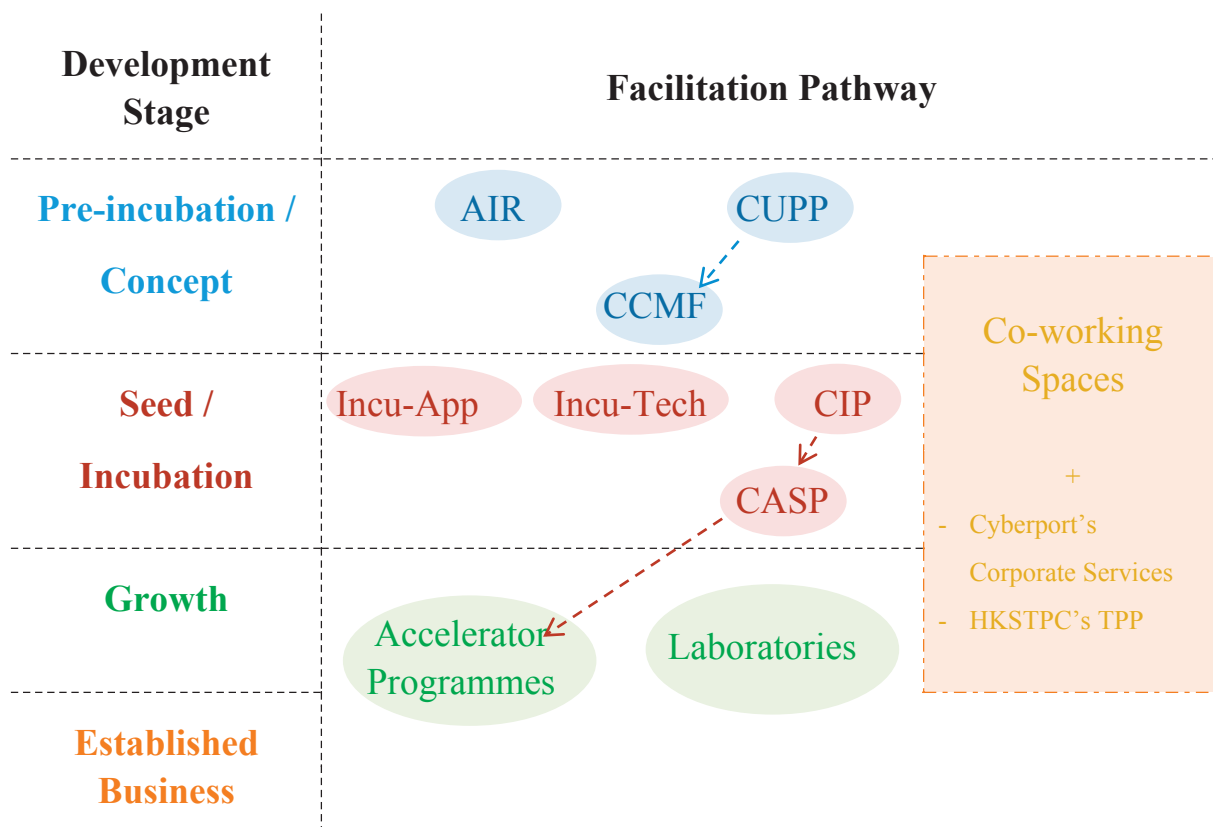 Development
Stage
Facilitation Pathway
Pre-incubation /
Concept
AIR
CUPP
CCMF
Seed /
Incubation
Incu-App
Incu-Tech
CIP
CASP
Growth
Accelerator
Programmes
Laboratories
Established
Business
Co-working
Spaces
+
- Cyberport’s
Corporate Services
- HKSTPC’s TPP